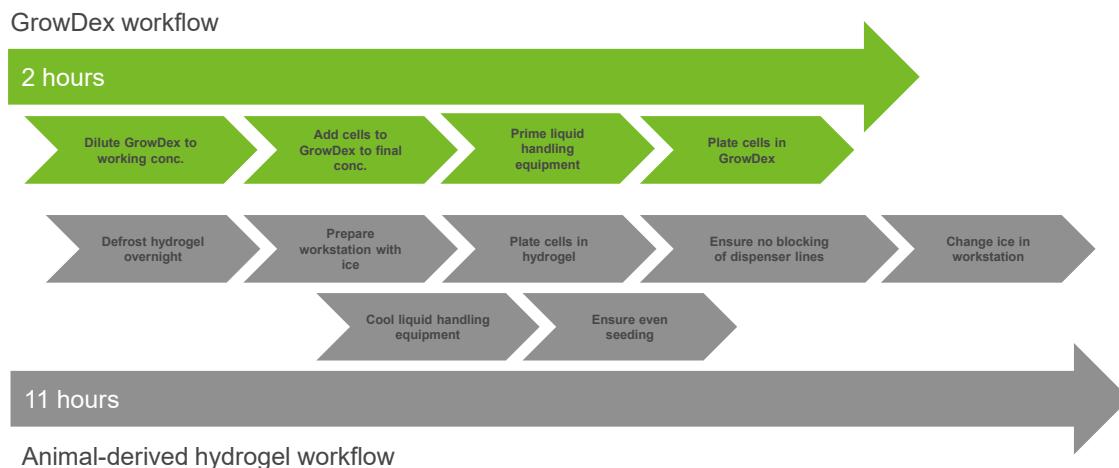 GrowDex workflow
2 hours
Dilute GrowDex to
working conc.
Add cells to
GrowDex to final
conc.
Prime liquid
handling
equipment
Plate cells in
GrowDex
Defrost hydrogel
overnight
Prepare
workstation with
ice
Plate cells in
hydrogel
Ensure no blocking
of dispenser lines
Change ice in
workstation
Cool liquid handling
equipment
Ensure even
seeding
11 hours
Animal-derived hydrogel workflow